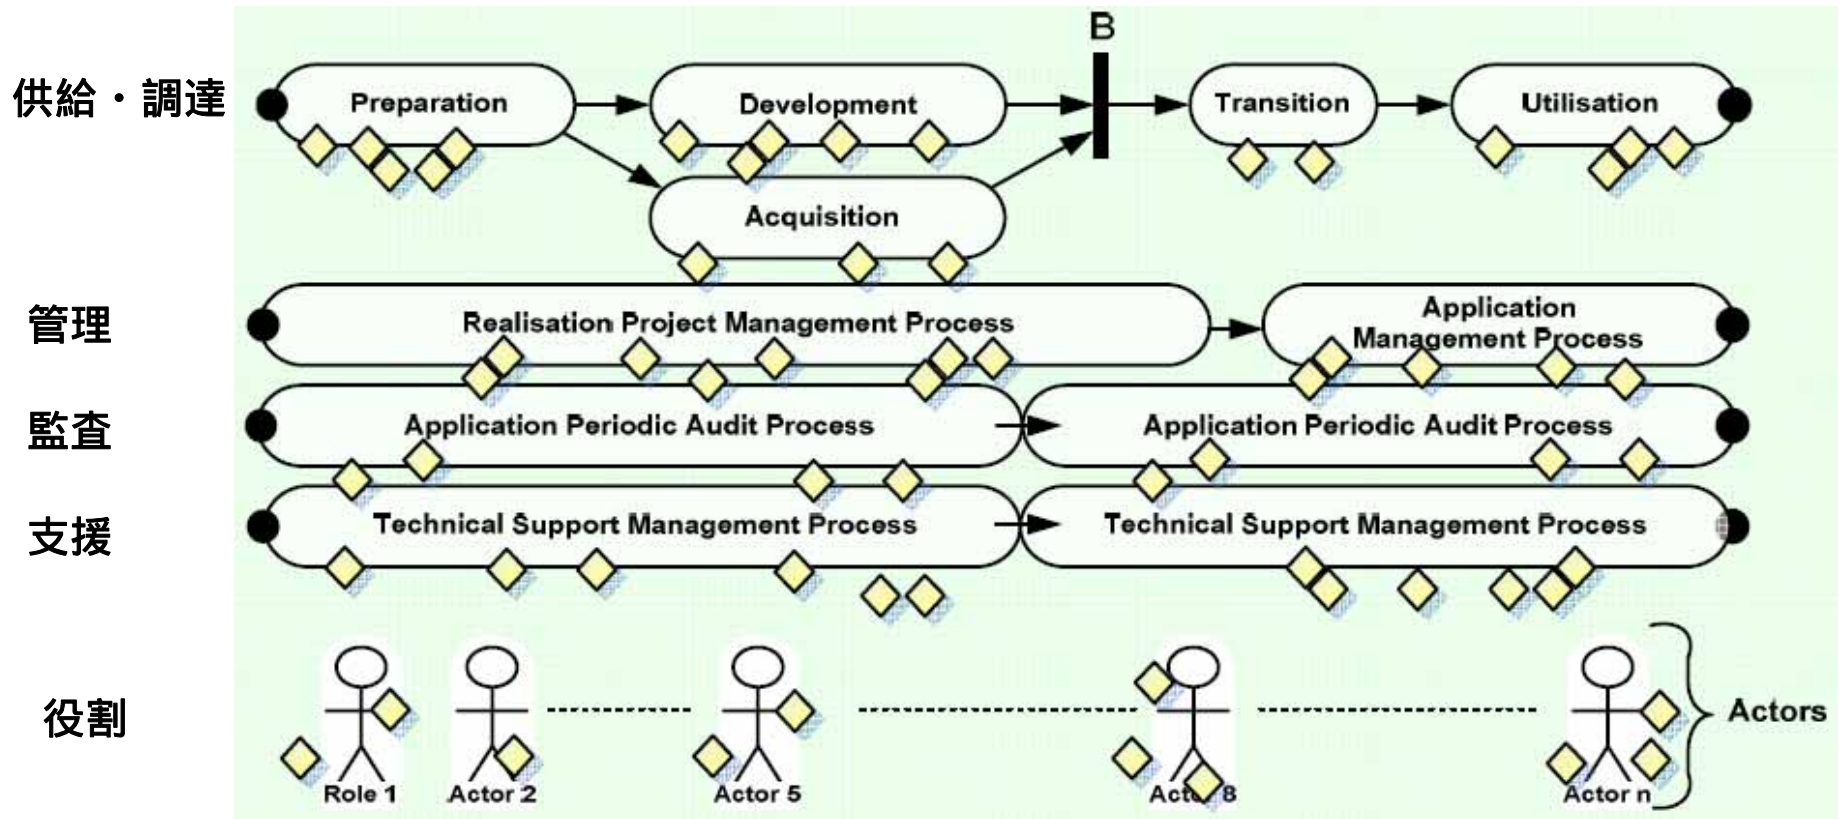 B
供給・調達
Preparation
Development
Transition
Utilisation
Acquisition
管理
Realisation Project Management Process
Application
Management Process
監査
Application Periodic Audit Process
Application Periodic Audit Process
支援
Technical Support Management Process
Technical Support Management Process
役割
Actors
Role 1
Actor 2
Actor 5
Actor 8
Actor n